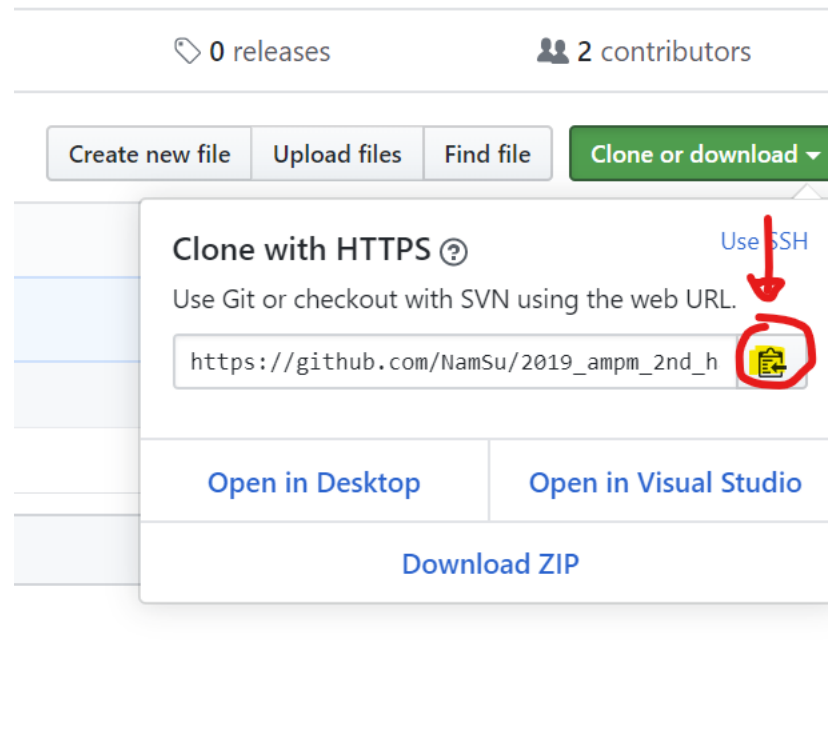 0 releases 2 contributors
Create new file Upload files Find file Clone or download
Clone with HTTPS ?
Use SSH
Use Git or checkout with SVN using the web URL.
https://github.com/NamSu/2019_ampm_2nd_h
Open in Desktop Open in Visual Studio
Download ZIP